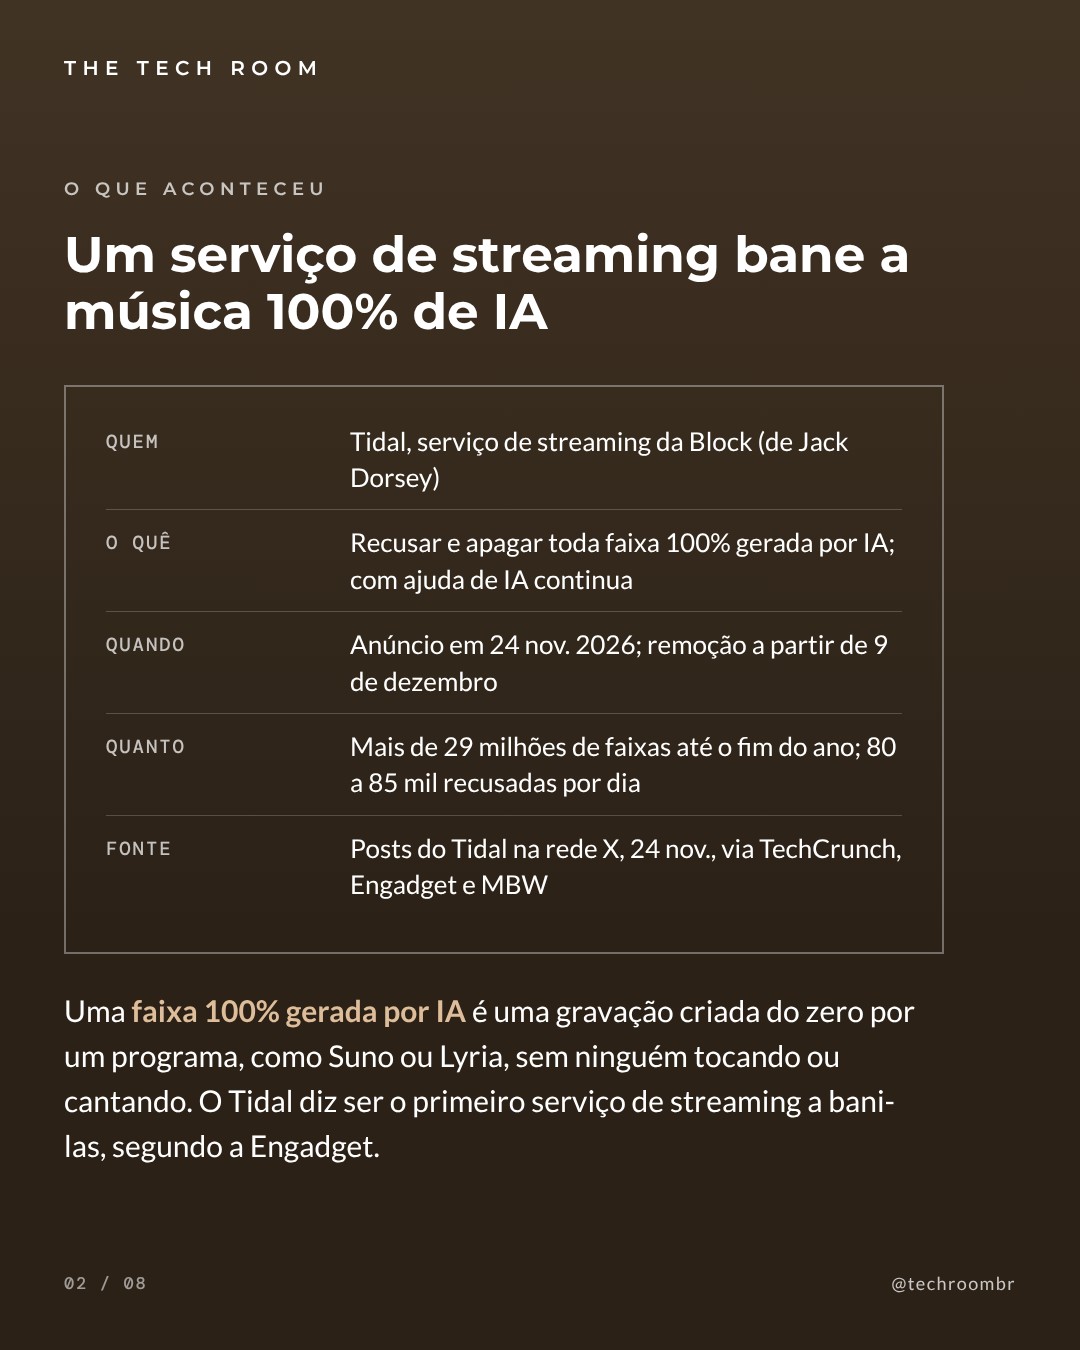 THE TECH ROOM
O QUE ACONTECEU
Um serviço de streaming bane a
música 100% de IA
QUEM
Tidal, serviço de streaming da Block (de Jack
Dorsey)
O QUÊ
Recusar e apagar toda faixa 100% gerada por IA;
com ajuda de IA continua
QUANDO
Anúncio em 24 nov. 2026; remoção a partir de 9
de dezembro
QUANTO
Mais de 29 milhões de faixas até o fim do ano; 80
a 85 mil recusadas por dia
FONTE
Posts do Tidal na rede X, 24 nov., via TechCrunch,
Engadget e MBW
Uma faixa 100% gerada por IA é uma gravação criada do zero por
um programa, como Suno ou Lyria, sem ninguém tocando ou
cantando. O Tidal diz ser o primeiro serviço de streaming a bani-
las, segundo a Engadget.
02 / 08
@techroombr